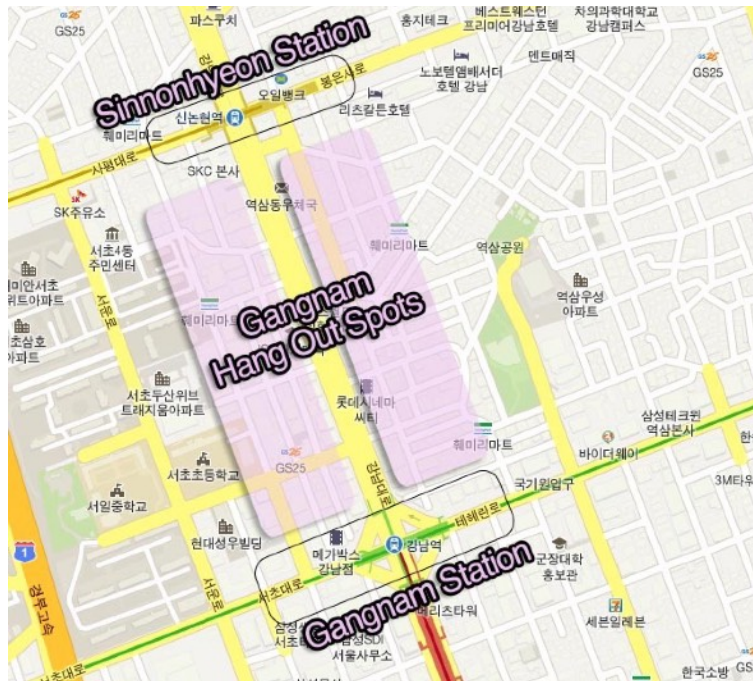 GS25
파스쿠치
홍지테크
베스트웨스턴
프리미어강남호텔
차의과학대학교
강남캠퍼스
Sinnonhyeon Station
오일뱅크
봉은사로
노보텔앰배서더
호텔 강남
덴트매직
GS25
신논현역
리츠칼튼호텔
훼미리마트
사평대로
SKC 본사
SK주유소
역삼동우체국
서초4동
주민센터
훼미리마트
역삼공원
역삼우성
아파트
서운로
훼미리마트
Gangnam
Hang Out Spots
서초두산위브
트래지움아파트
롯데시네마
씨티
삼성테크윈
역삼본사
훼미리마트
바이더웨이
GS25
서초초등학교
강남대로
국기원입구
3M타워
서일중학교
테헤란로
현대성우빌딩
메가박스
강남점
강남역
군장대학
홍보관
1
경부고속
서운로
서초대로
Gangnam Station
메리츠타워
세븐일레븐
삼성SDI
서울사무소
서초대로
한국소방
GS